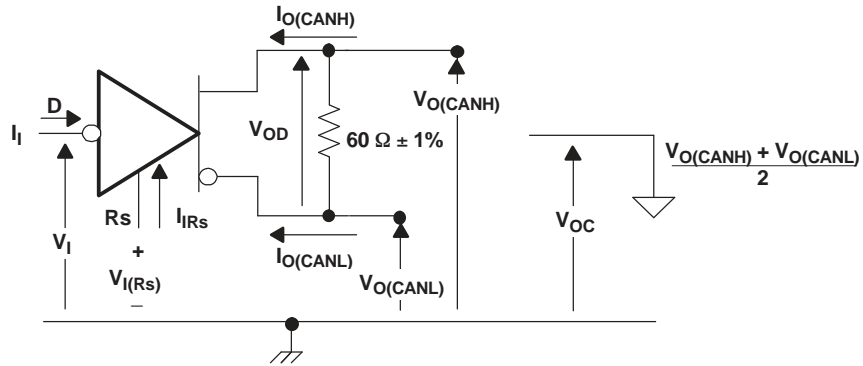 I_O(CANH)
D
I_I
V_OD
60 Ω ± 1%
V_O(CANH)
V_O(CANH) + V_O(CANL)
2
Rs
I_IRs
V_I
+
V_I(Rs)
–
I_O(CANL)
V_O(CANL)
V_OC